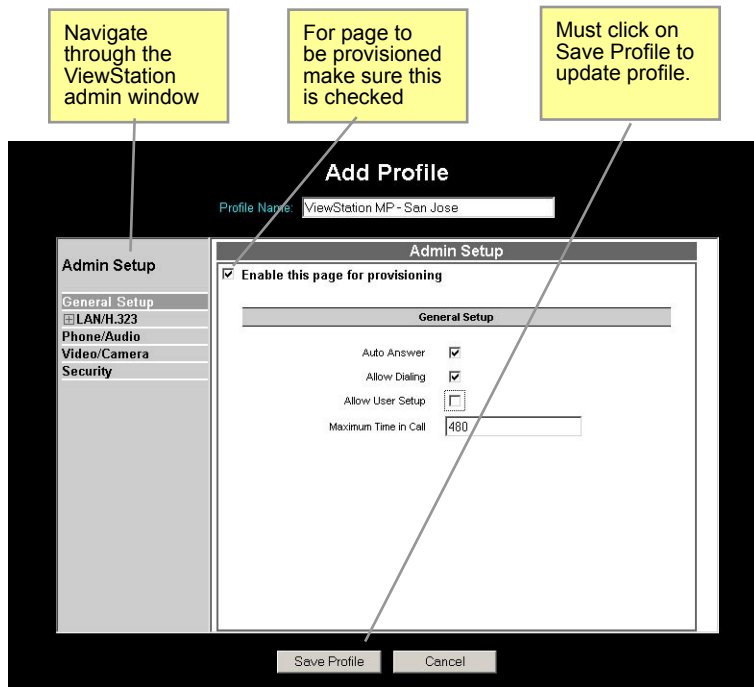 Navigate
through the
ViewStation
admin window
For page to
be provisioned
make sure this
is checked
Must click on
Save Profile to
update profile.
Add Profile
Profile Name: ViewStation MP - San Jose
Admin Setup
General Setup
LAN/H.323
Phone/Audio
Video/Camera
Security
Admin Setup
Enable this page for provisioning
General Setup
Auto Answer
Allow Dialing
Allow User Setup
Maximum Time in Call 480
Save Profile Cancel